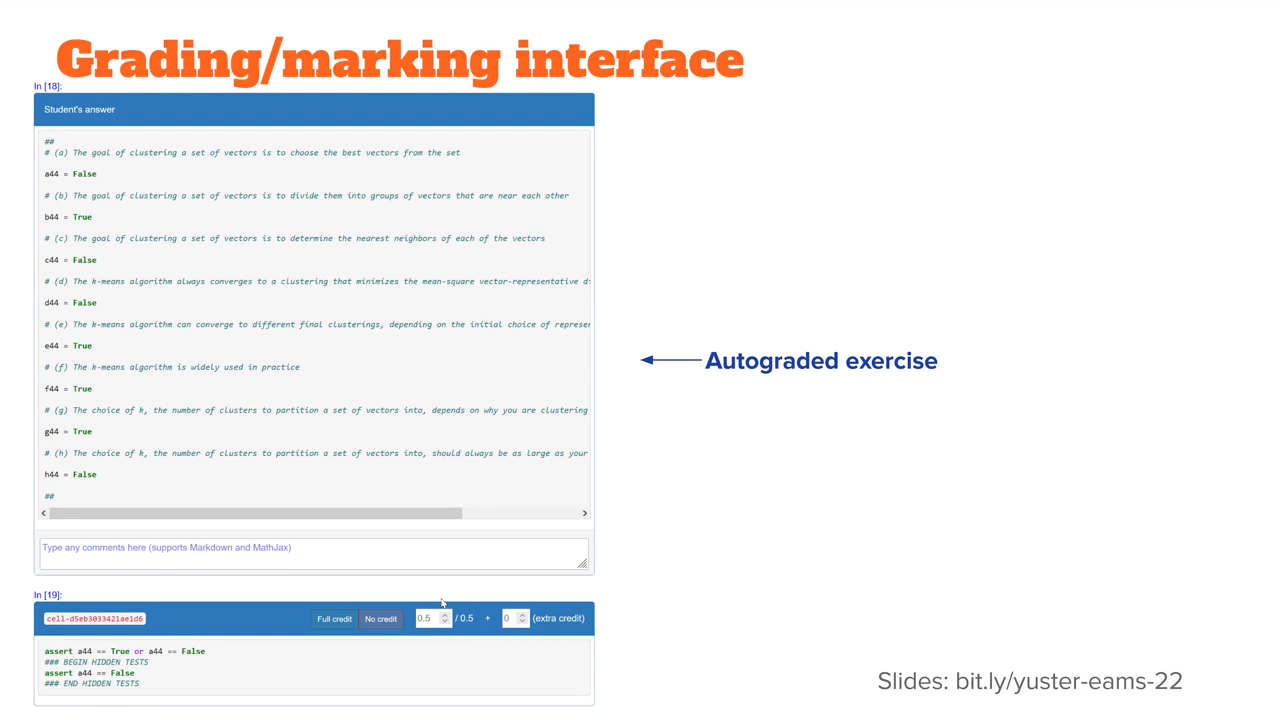 Grading/marking interface
In [18]:
Student's answer
##
# (a) The goal of clustering a set of vectors is to choose the best vectors from the set
a44 = False
# (b) The goal of clustering a set of vectors is to divide them into groups of vectors that are near each other
b44 = True
# (c) The goal of clustering a set of vectors is to determine the nearest neighbors of each of the vectors
c44 = False
# (d) The k-means algorithm always converges to a clustering that minimizes the mean-square vector-representative di
d44 = False
# (e) The k-means algorithm can converge to different final clusterings, depending on the initial choice of represen
e44 = True
# (f) The k-means algorithm is widely used in practice
f44 = True
# (g) The choice of k, the number of clusters to partition a set of vectors into, depends on why you are clustering
g44 = True
# (h) The choice of k, the number of clusters to partition a set of vectors into, should always be as large as your
h44 = False
##
Type any comments here (supports Markdown and MathJax)
Autograded exercise
In [19]:
cell-d5eb3033421ae1d6 Full credit No credit 0.5 / 0.5 + 0 (extra credit)
assert a44 == True or a44 == False
### BEGIN HIDDEN TESTS
assert a44 == False
### END HIDDEN TESTS
Slides: bit.ly/yuster-eams-22